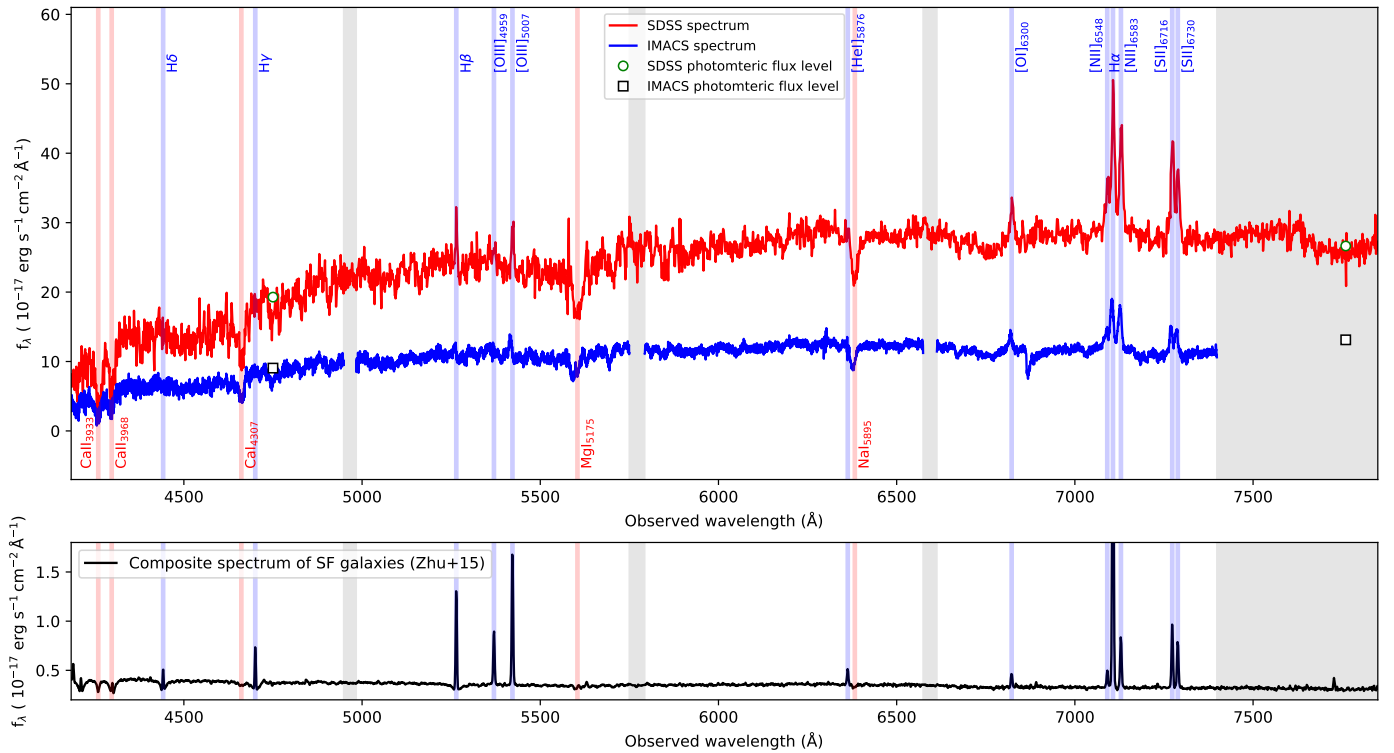 60
50
40
30
20
10
0
f_λ ( 10⁻¹⁷ erg s⁻¹ cm⁻² Å⁻¹)
SDSS spectrum
IMACS spectrum
SDSS photomteric flux level
IMACS photomteric flux level
Hδ
Hγ
Hβ
[OIII]₄₉₅₉
[OIII]₅₀₀₇
[HeI]₅₈₇₆
[OI]₆₃₀₀
[NII]₆₅₄₈
Hα
[NII]₆₅₈₃
[SII]₆₇₁₆
[SII]₆₇₃₀
CaII₃₉₃₃
CaII₃₉₆₈
CaI₄₃₀₇
MgI₅₁₇₅
NaI₅₈₉₅
4500 5000 5500 6000 6500 7000 7500
Observed wavelength (Å)
1.5
1.0
0.5
f_λ ( 10⁻¹⁷ erg s⁻¹ cm⁻² Å⁻¹)
Composite spectrum of SF galaxies (Zhu+15)
4500 5000 5500 6000 6500 7000 7500
Observed wavelength (Å)